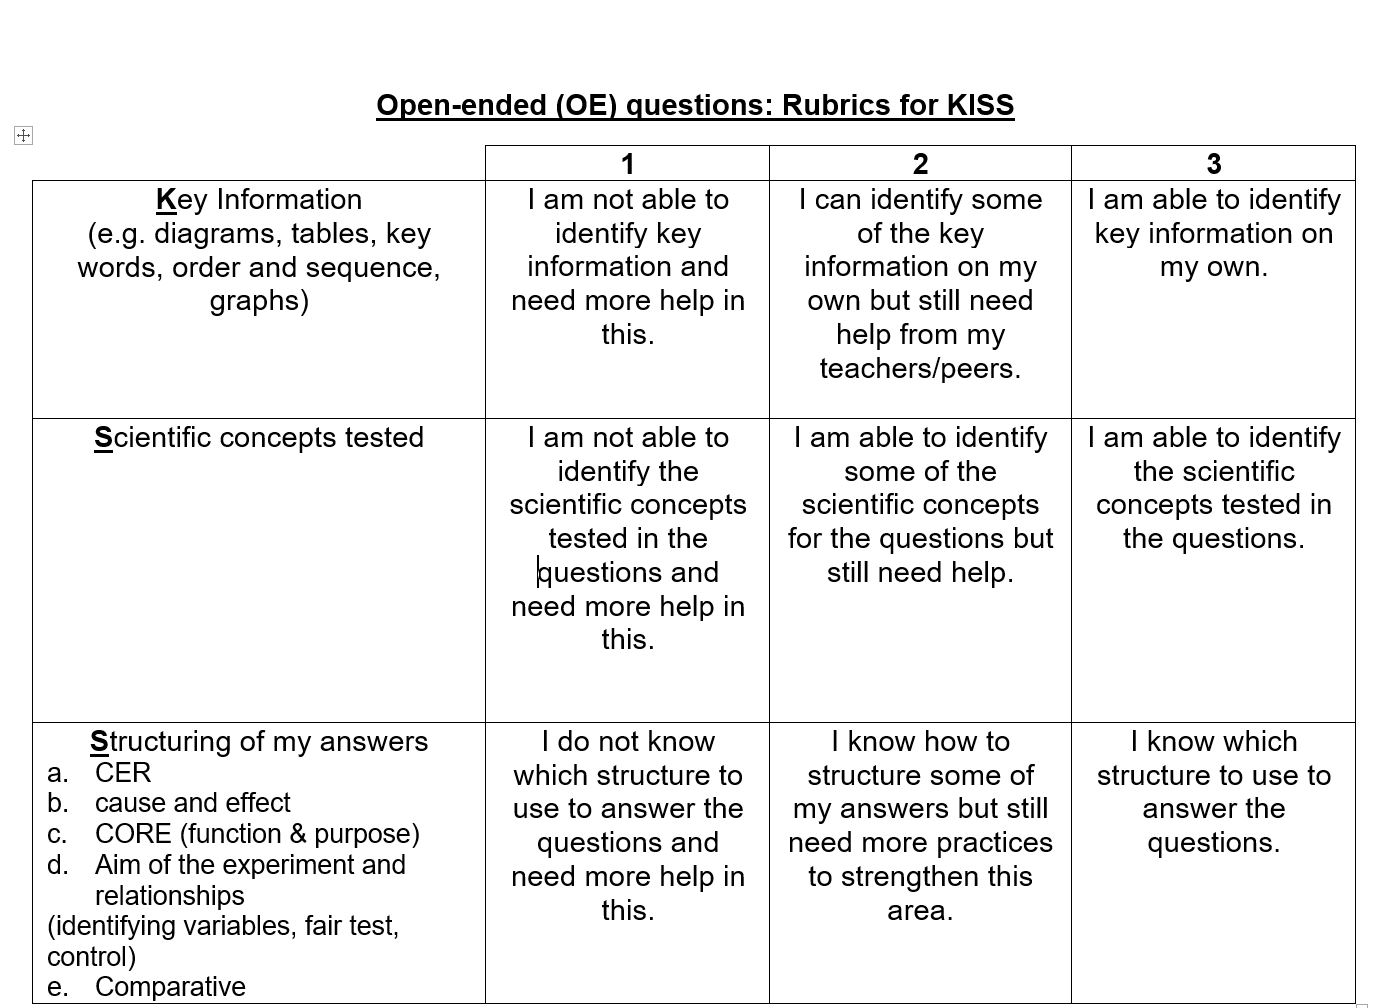 Open-ended (OE) questions: Rubrics for KISS
1
2
3
Key Information
(e.g. diagrams, tables, key
words, order and sequence,
graphs)
I am not able to
identify key
information and
need more help in
this.
I can identify some
of the key
information on my
own but still need
help from my
teachers/peers.
I am able to identify
key information on
my own.
Scientific concepts tested
I am not able to
identify the
scientific concepts
tested in the
questions and
need more help in
this.
I am able to identify
some of the
scientific concepts
for the questions but
still need help.
I am able to identify
the scientific
concepts tested in
the questions.
Structuring of my answers
a. CER
b. cause and effect
c. CORE (function & purpose)
d. Aim of the experiment and
relationships
(identifying variables, fair test,
control)
e. Comparative
I do not know
which structure to
use to answer the
questions and
need more help in
this.
I know how to
structure some of
my answers but still
need more practices
to strengthen this
area.
I know which
structure to use to
answer the
questions.